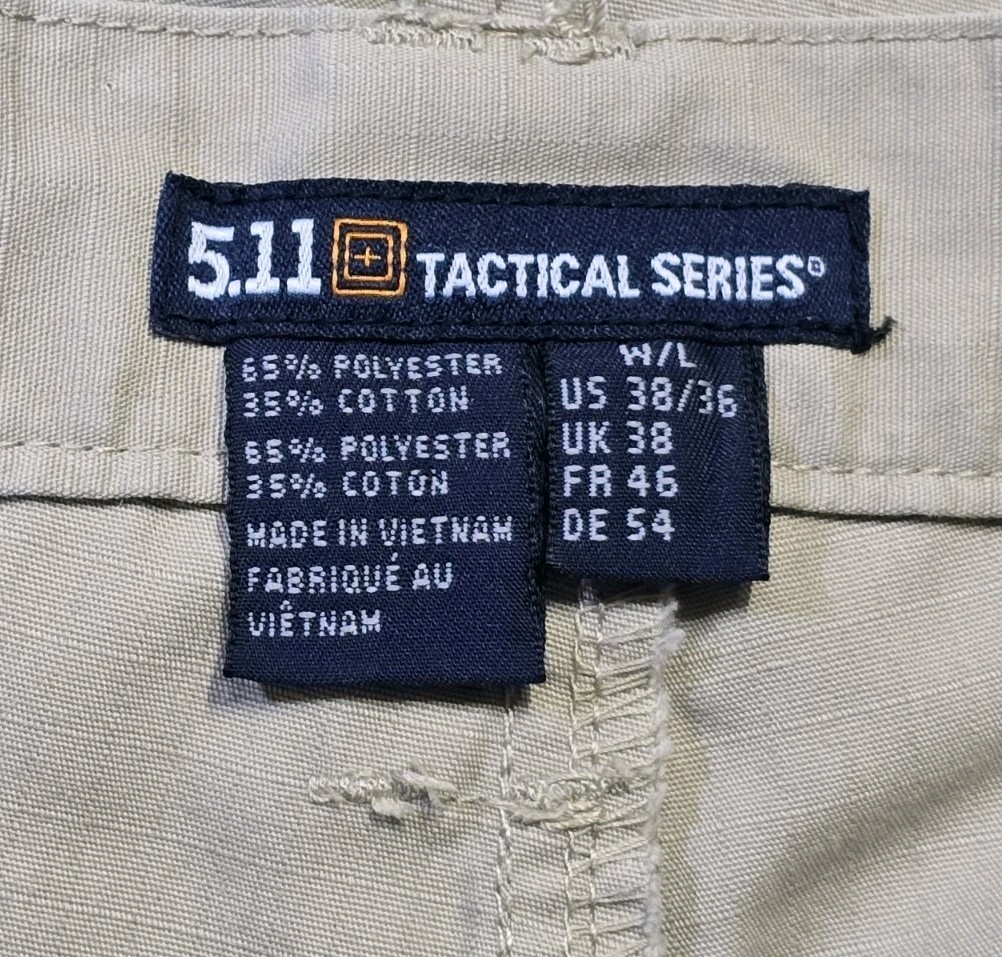 5.11 TACTICAL SERIES®
65% POLYESTER
35% COTTON
65% POLYESTER
35% COTON
MADE IN VIETNAM
FABRIQUÉ AU
VIÊTNAM
W/L
US 38/36
UK 38
FR 46
DE 54